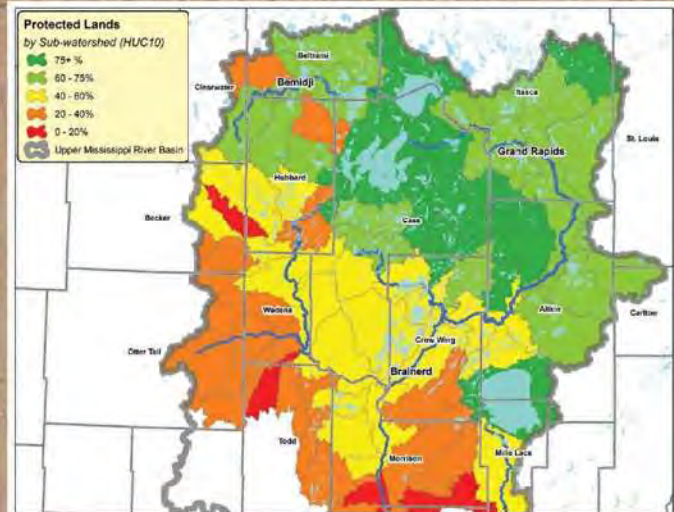 Protected Lands
by Sub-watershed (HUC10)
75+ %
60 - 75%
40 - 60%
20 - 40%
0 - 20%
Upper Mississippi River Basin
Beltrami
Clearwater
Bemidji
Itasca
St. Louis
Grand Rapids
Hubbard
Becker
Cass
Wadena
Aitkin
Carlton
Crow Wing
Otter Tail
Brainerd
Todd
Mille Lacs
Morrison